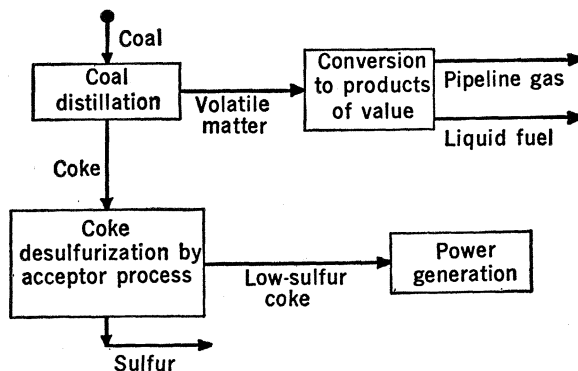 Coal
Coal
distillation
Volatile
matter
Conversion
to products
of value
Pipeline gas
Liquid fuel
Coke
Coke
desulfurization by
acceptor process
Low-sulfur
coke
Power
generation
Sulfur